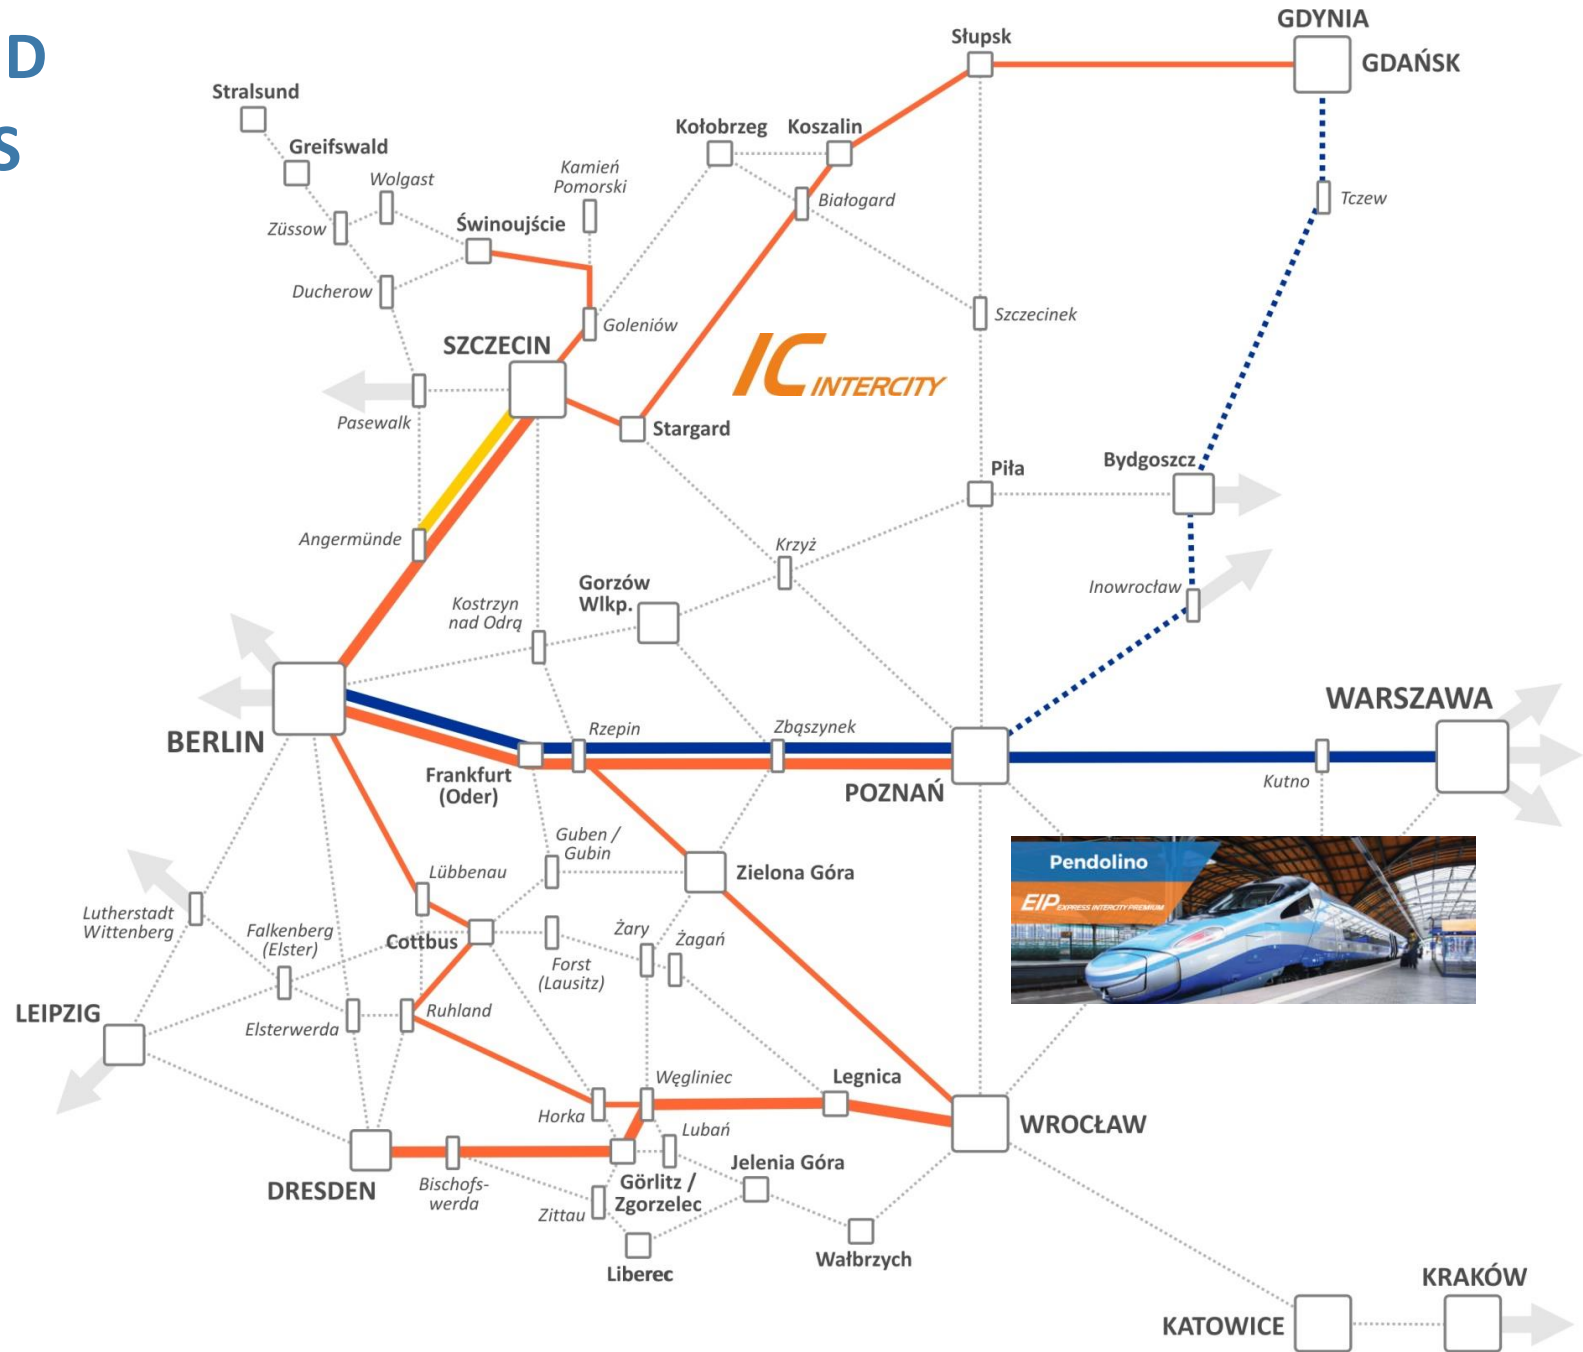 D
S
GDYNIA
GDAŃSK
Słupsk
Stralsund
Greifswald
Wolgast
Kamień
Pomorski
Kołobrzeg
Koszalin
Białogard
Tczew
Züssow
Świnoujście
Ducherow
Goleniów
Szczecinek
SZCZECIN
IC INTERCITY
Pasewalk
Stargard
Piła
Bydgoszcz
Angermünde
Krzyż
Gorzów
Wlkp.
Inowrocław
Kostrzyn
nad Odrą
BERLIN
WARSZAWA
Rzepin
Zbąszynek
Frankfurt
(Oder)
POZNAŃ
Kutno
Guben /
Gubin
Zielona Góra
Pendolino
EIP EXPRESS INTERCITY PREMIUM
Lübbenau
Lutherstadt
Wittenberg
Falkenberg
(Elster)
Cottbus
Forst
(Lausitz)
Żary
Żagań
LEIPZIG
Elsterwerda
Ruhland
Węgliniec
Legnica
Horka
Lubań
WROCŁAW
DRESDEN
Bischofs-
werda
Görlitz /
Zgorzelec
Jelenia Góra
Zittau
Liberec
Wałbrzych
KATOWICE
KRAKÓW